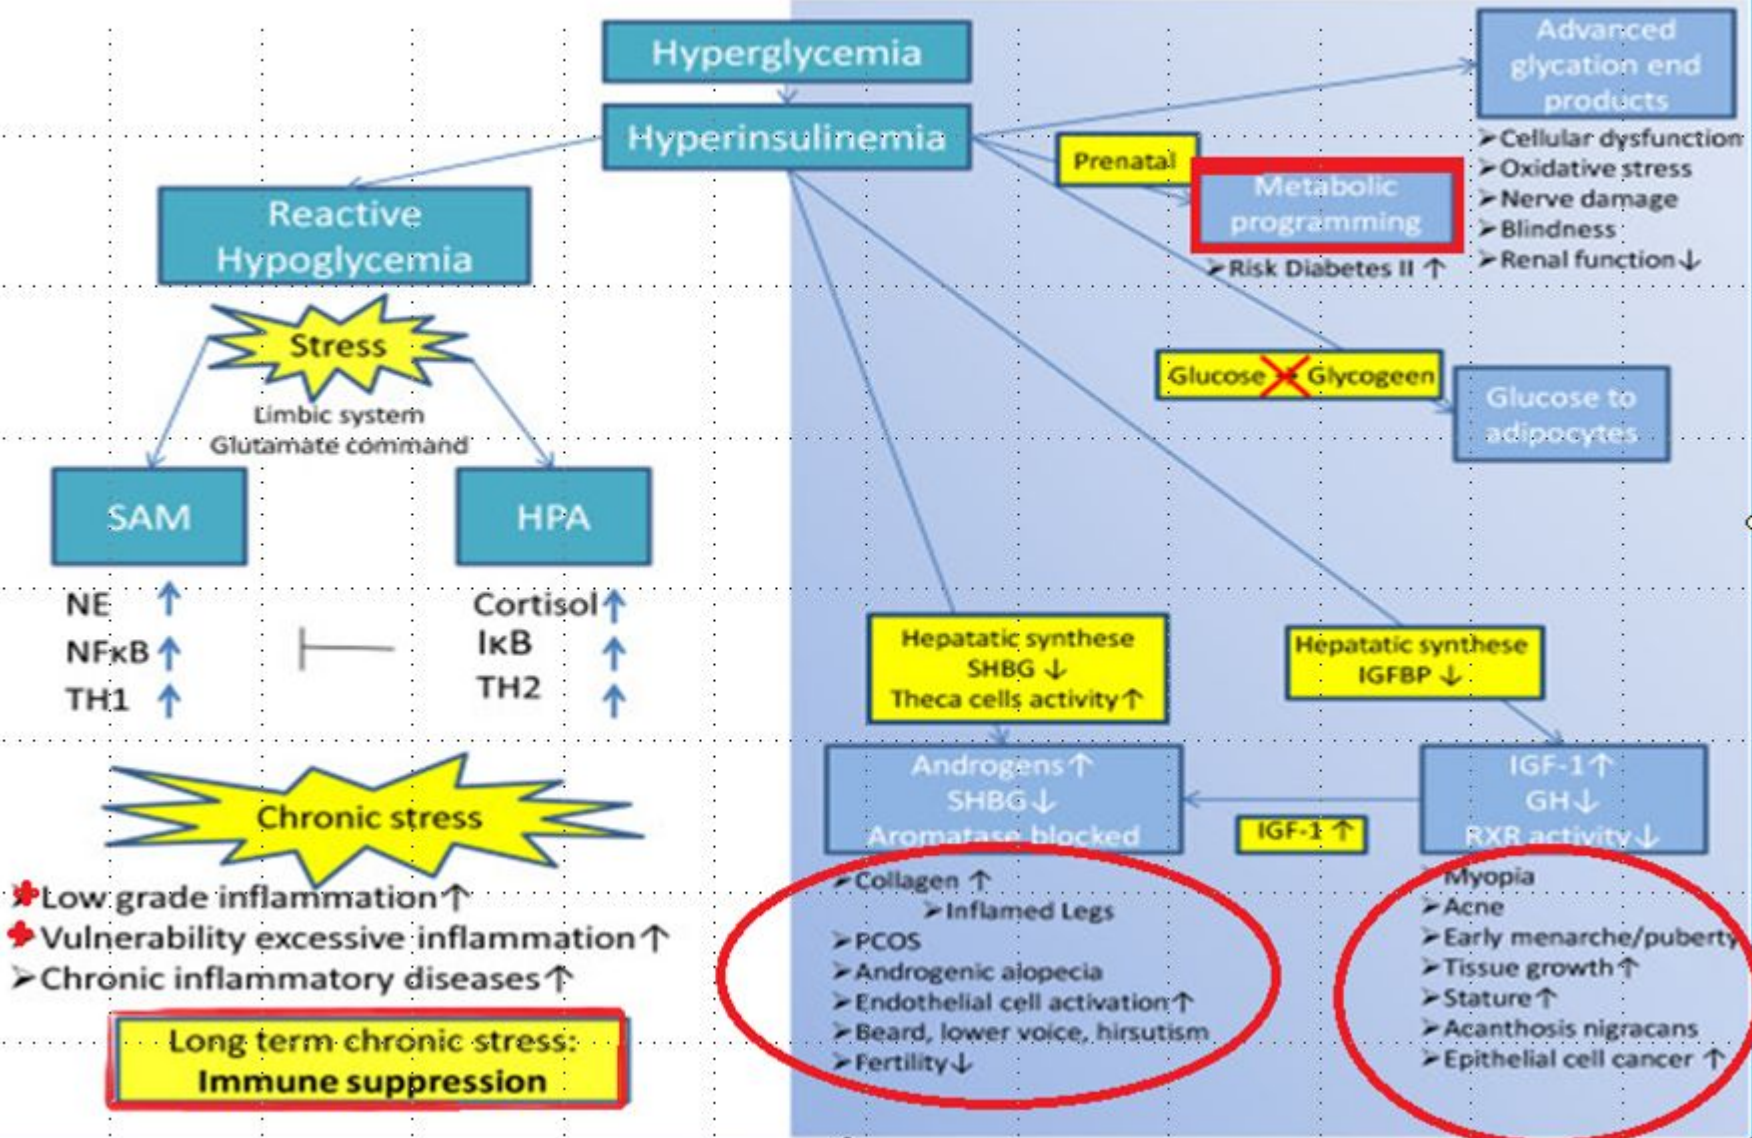 Hyperglycemia
Hyperinsulinemia
Reactive
Hypoglycemia
Stress
Limbic system
Glutamate command
SAM
HPA
NE ↑
NFκB ↑
TH1 ↑
Cortisol ↑
IκB ↑
TH2 ↑
Chronic stress
Low grade inflammation↑
Vulnerability excessive inflammation↑
➢Chronic inflammatory diseases↑
Long term chronic stress:
Immune suppression
Advanced
glycation end
products
➢Cellular dysfunction
➢Oxidative stress
➢Nerve damage
➢Blindness
➢Renal function↓
Prenatal
Metabolic
programming
➢Risk Diabetes II ↑
Glucose → Glycogeen
Glucose to
adipocytes
Hepatatic synthese
SHBG ↓
Theca cells activity↑
Hepatatic synthese
IGFBP ↓
Androgens↑
SHBG↓
Aromatase blocked
IGF-1 ↑
IGF-1↑
GH↓
RXR activity↓
➢Collagen ↑
➢Inflamed Legs
➢PCOS
➢Androgenic alopecia
➢Endothelial cell activation↑
➢Beard, lower voice, hirsutism
➢Fertility↓
➢Myopia
➢Acne
➢Early menarche/puberty
➢Tissue growth↑
➢Stature↑
➢Acanthosis nigracans
➢Epithelial cell cancer ↑